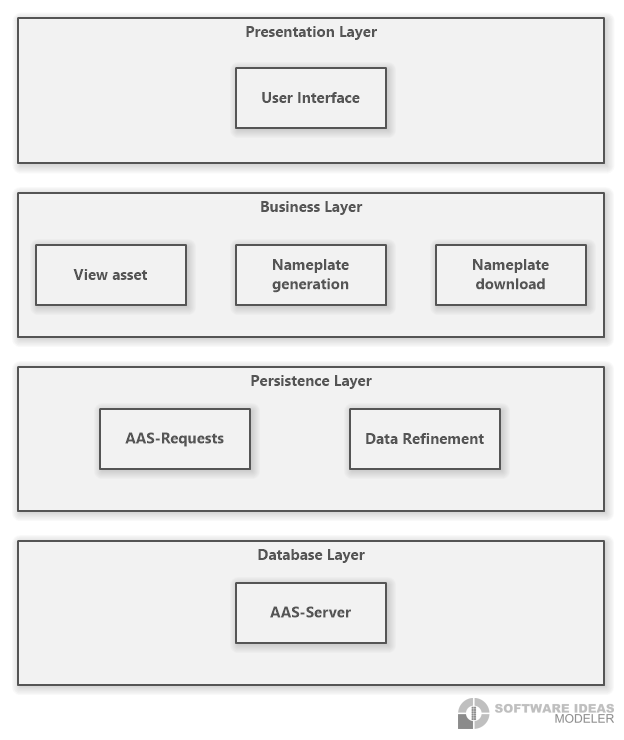 Presentation Layer
User Interface
Business Layer
View asset
Nameplate
generation
Nameplate
download
Persistence Layer
AAS-Requests
Data Refinement
Database Layer
AAS-Server
SOFTWARE IDEAS
MODELER